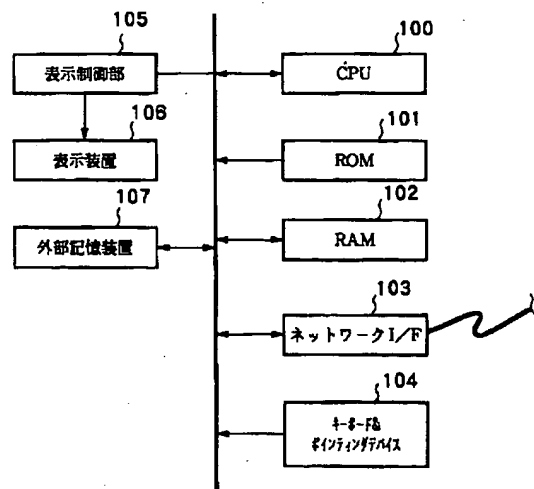 105
表示制御部
106
表示装置
107
外部記憶装置
100
CPU
101
ROM
102
RAM
103
ネットワークI/F
104
キーボード&
ポインティングデバイス